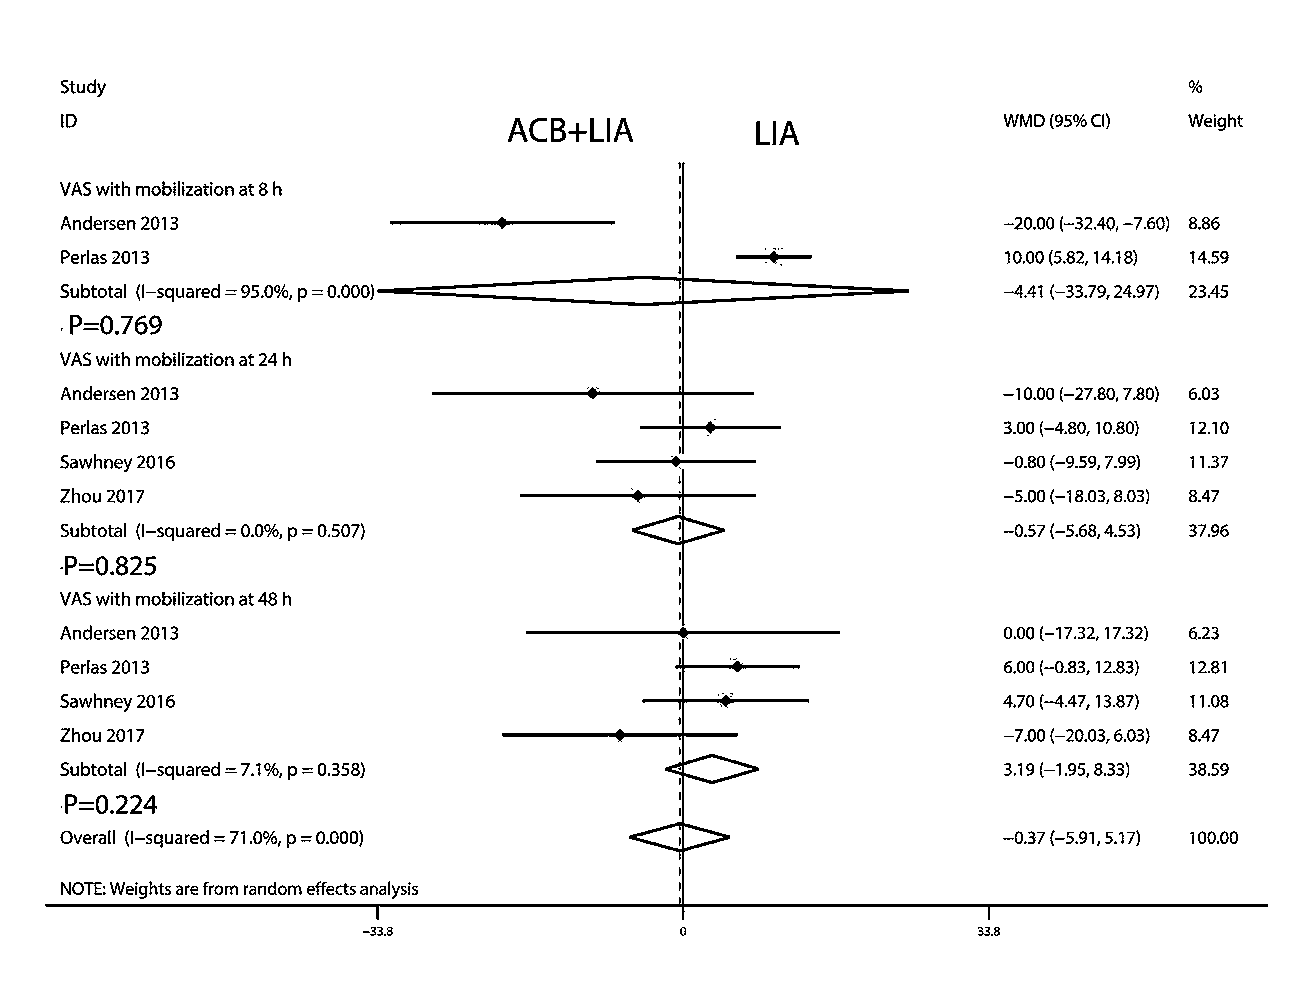 Study %
ID ACB+LIA LIA WMD (95% CI) Weight
VAS with mobilization at 8 h
Andersen 2013 −20.00 (−32.40, −7.60) 8.86
Perlas 2013 10.00 (5.82, 14.18) 14.59
Subtotal (I−squared = 95.0%, p = 0.000) −4.41 (−33.79, 24.97) 23.45
P=0.769
VAS with mobilization at 24 h
Andersen 2013 −10.00 (−27.80, 7.80) 6.03
Perlas 2013 3.00 (−4.80, 10.80) 12.10
Sawhney 2016 −0.80 (−9.59, 7.99) 11.37
Zhou 2017 −5.00 (−18.03, 8.03) 8.47
Subtotal (I−squared = 0.0%, p = 0.507) −0.57 (−5.68, 4.53) 37.96
P=0.825
VAS with mobilization at 48 h
Andersen 2013 0.00 (−17.32, 17.32) 6.23
Perlas 2013 6.00 (−0.83, 12.83) 12.81
Sawhney 2016 4.70 (−4.47, 13.87) 11.08
Zhou 2017 −7.00 (−20.03, 6.03) 8.47
Subtotal (I−squared = 7.1%, p = 0.358) 3.19 (−1.95, 8.33) 38.59
P=0.224
Overall (I−squared = 71.0%, p = 0.000) −0.37 (−5.91, 5.17) 100.00
NOTE: Weights are from random effects analysis
−33.8 0 33.8